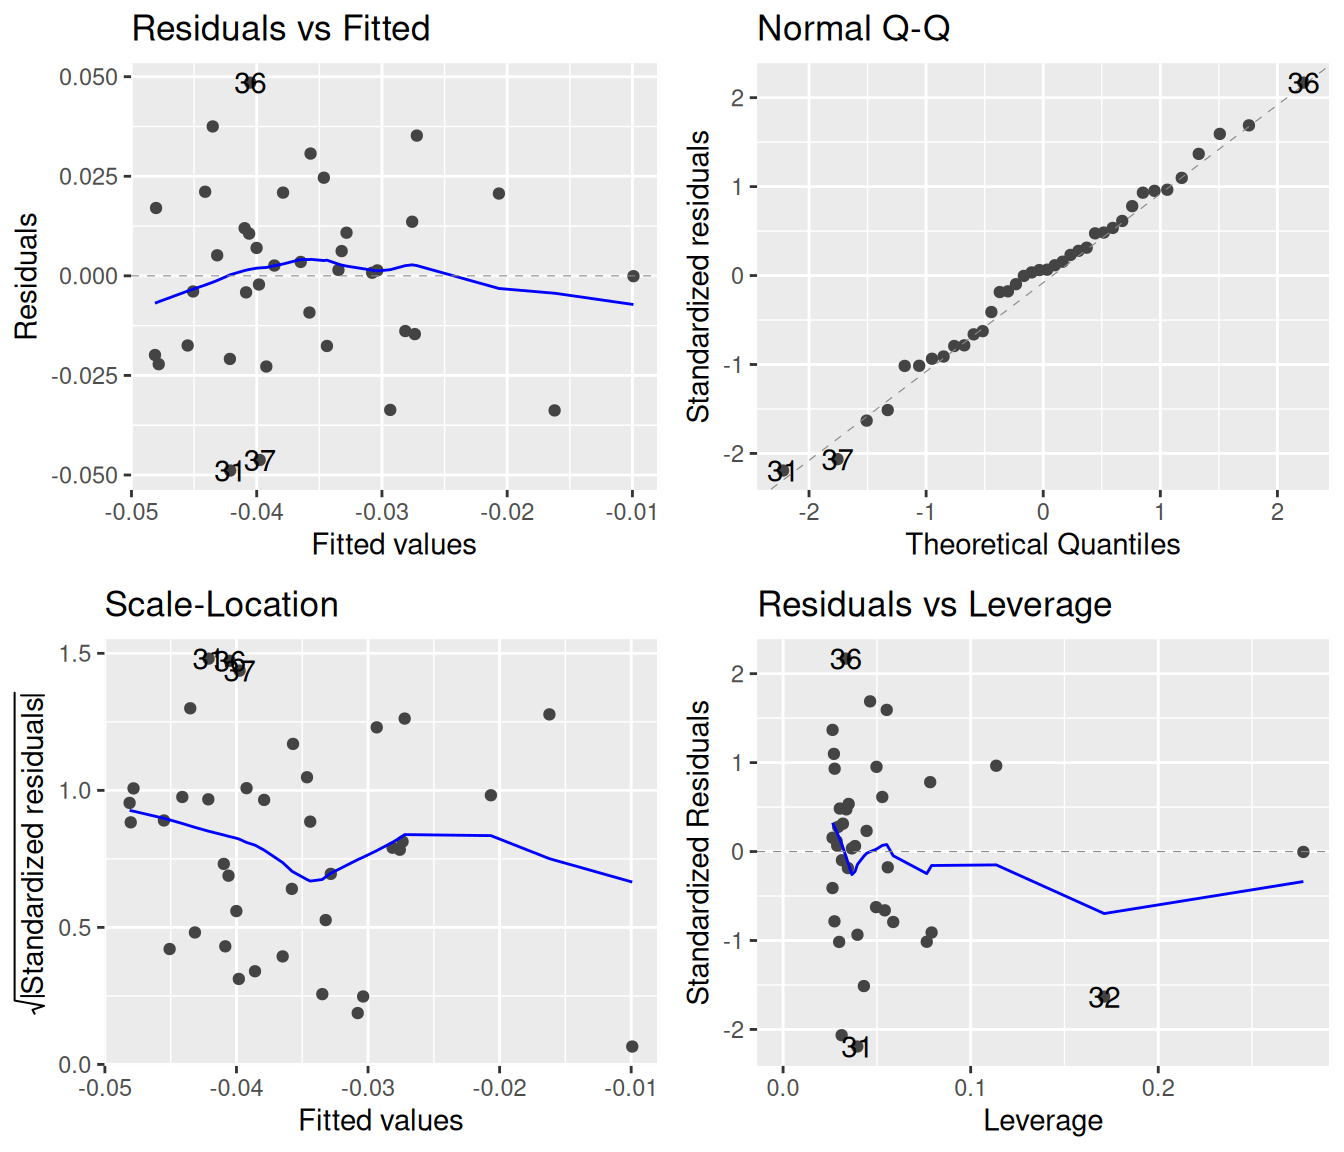 Residuals vs Fitted
Residuals
0.050
0.025
0.000
-0.025
-0.050
36
31
37
-0.05 -0.04 -0.03 -0.02 -0.01
Fitted values
Normal Q-Q
Standardized residuals
2
1
0
-1
-2
36
31
37
-2 -1 0 1 2
Theoretical Quantiles
Scale-Location
√|Standardized residuals|
1.5
1.0
0.5
0.0
31
36
37
-0.05 -0.04 -0.03 -0.02 -0.01
Fitted values
Residuals vs Leverage
Standardized Residuals
2
1
0
-1
-2
36
32
31
0.0 0.1 0.2
Leverage